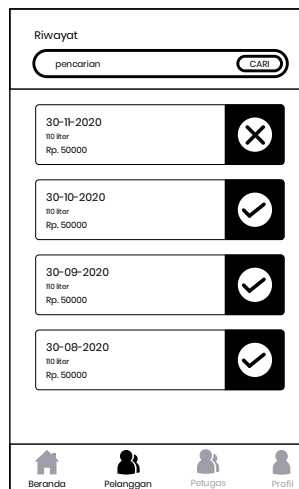 Riwayat
pencarian
CARI
30-11-2020
110 liter
Rp. 50000
30-10-2020
110 liter
Rp. 50000
30-09-2020
110 liter
Rp. 50000
30-08-2020
110 liter
Rp. 50000
Beranda
Pelanggan
Petugas
Profil